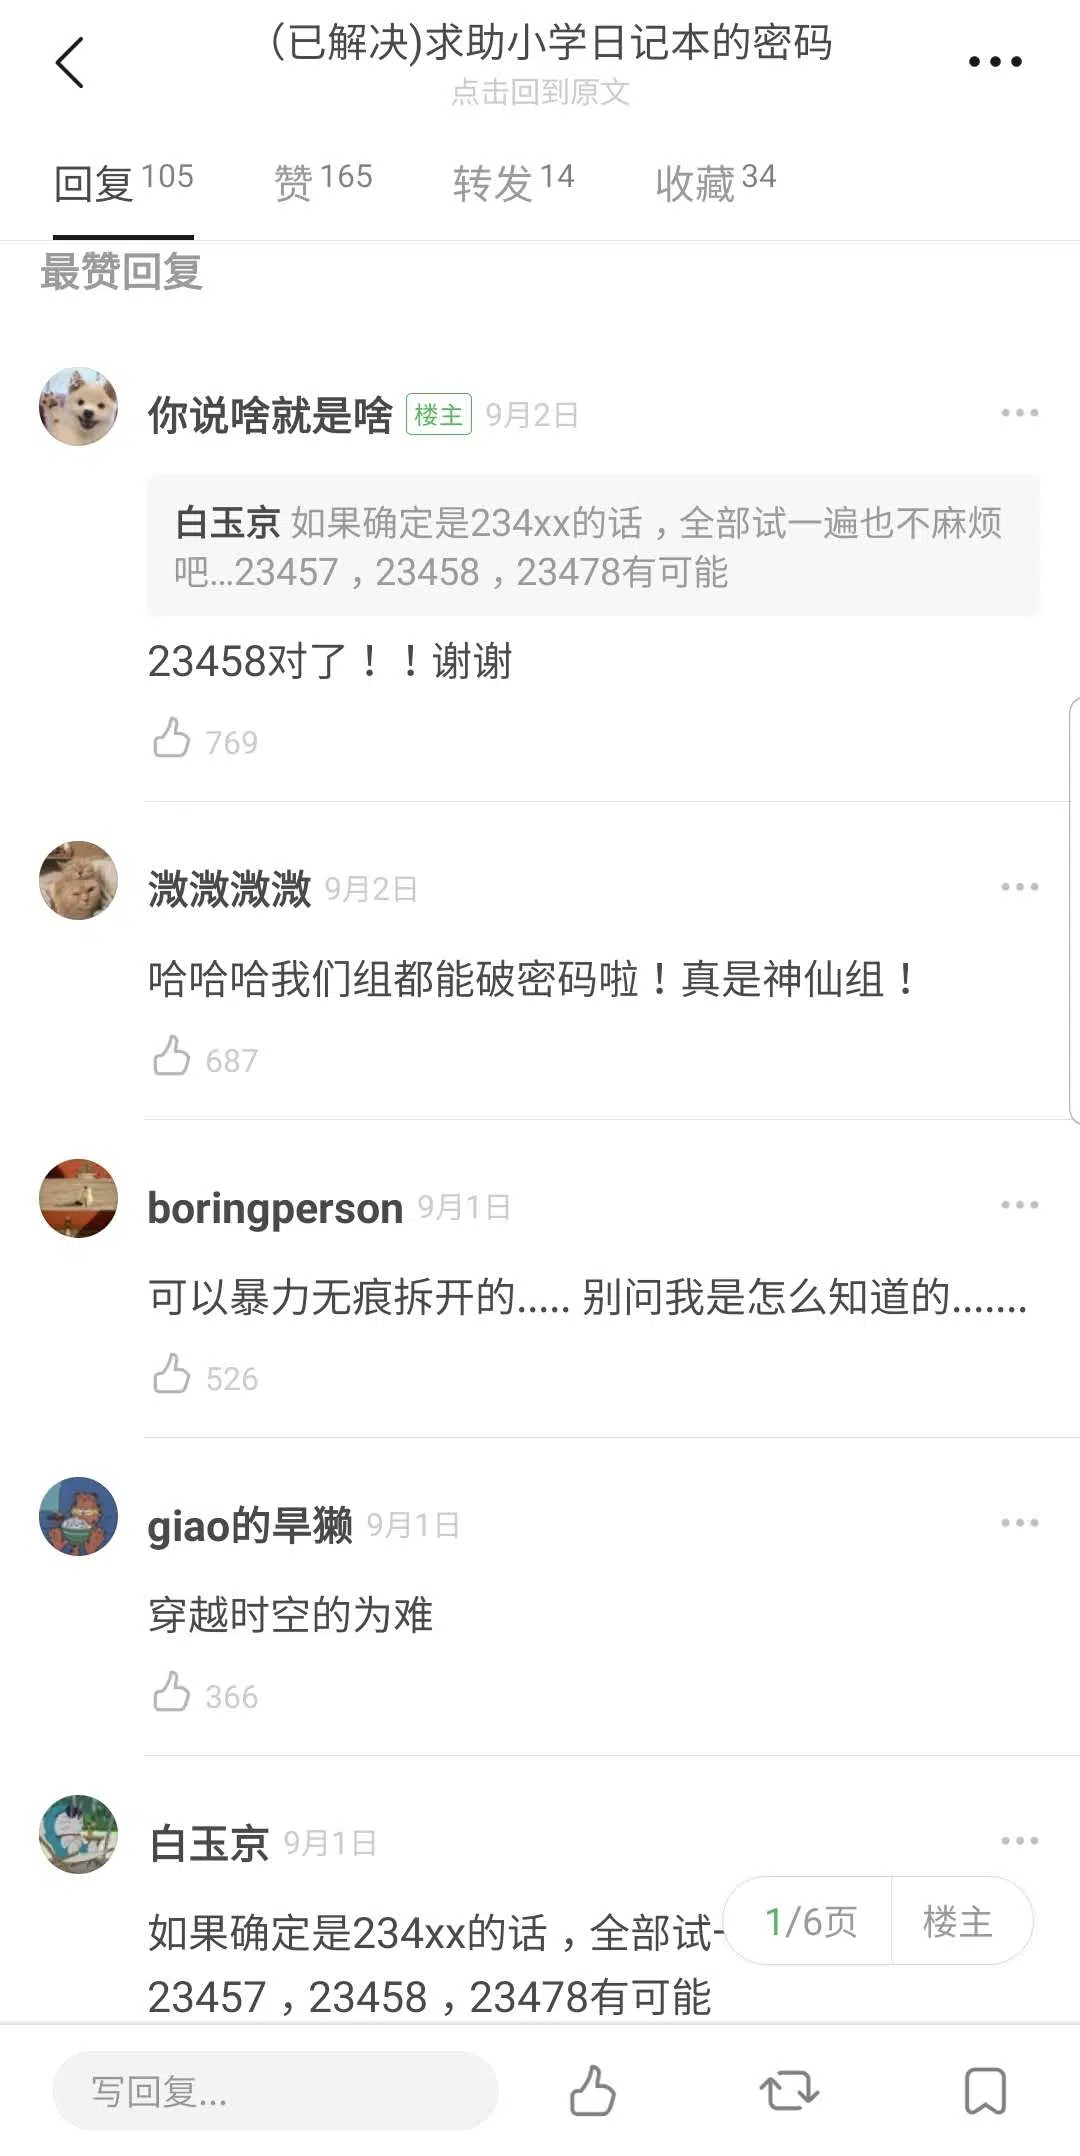 （已解决)求助小学日记本的密码
点击回到原文
回复 105 赞 165 转发 14 收藏 34
最赞回复
你说啥就是啥 楼主 9月2日
白玉京 如果确定是234xx的话，全部试一遍也不麻烦
吧...23457，23458，23478有可能
23458对了！！谢谢
769
溦溦溦溦 9月2日
哈哈哈我们组都能破密码啦！真是神仙组！
687
boringperson 9月1日
可以暴力无痕拆开的..... 别问我是怎么知道的.......
526
giao的旱獭 9月1日
穿越时空的为难
366
白玉京 9月1日
如果确定是234xx的话，全部试
1/6页 楼主
23457，23458，23478有可能
写回复...